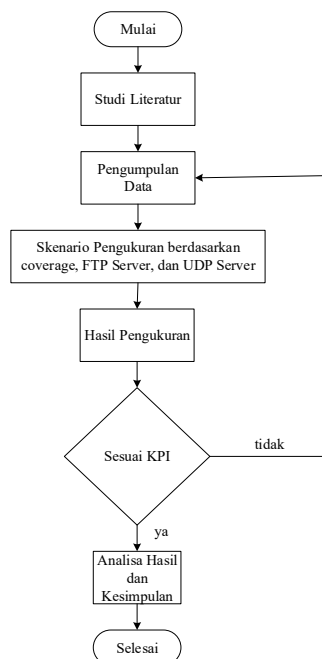 Mulai
Studi Literatur
Pengumpulan
Data
Skenario Pengukuran berdasarkan
coverage, FTP Server, dan UDP Server
Hasil Pengukuran
Sesuai KPI
tidak
ya
Analisa Hasil
dan
Kesimpulan
Selesai